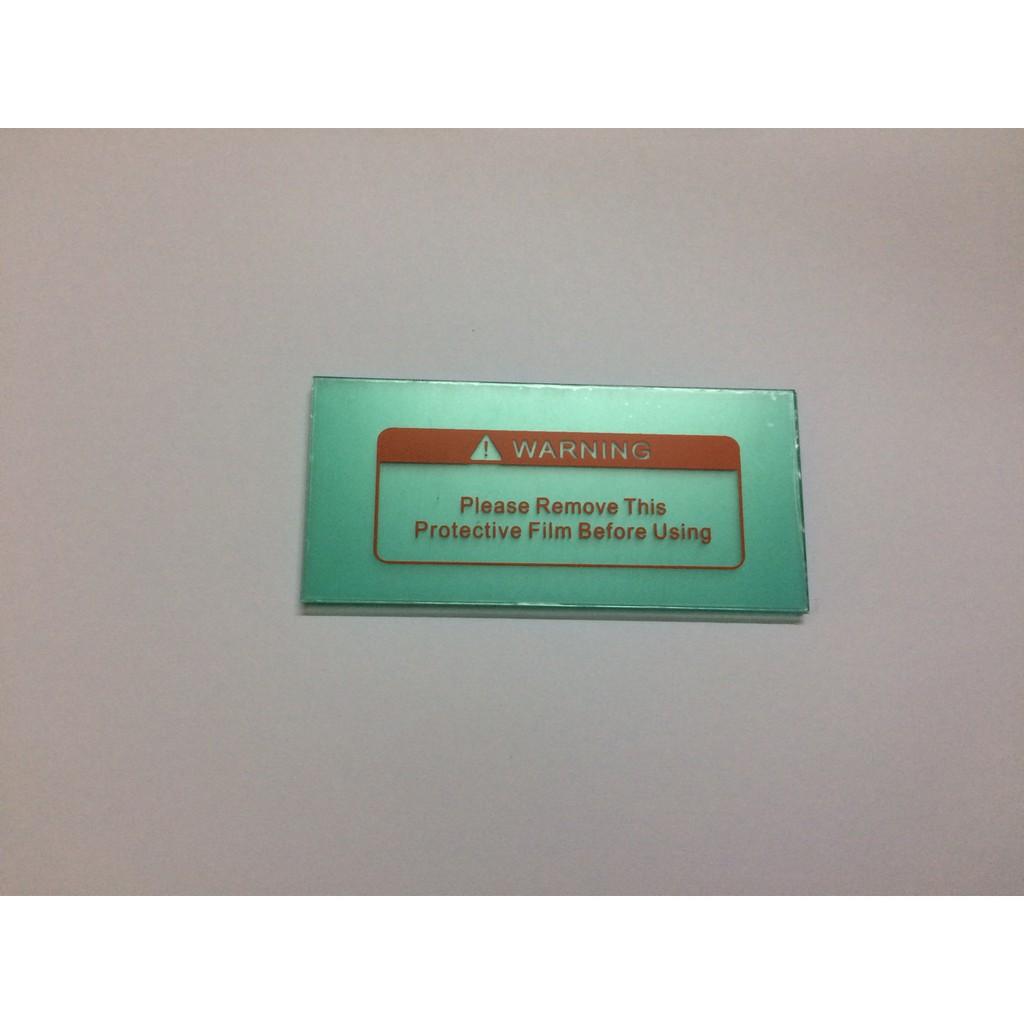 WARNING
Please Remove This
Protective Film Before Using